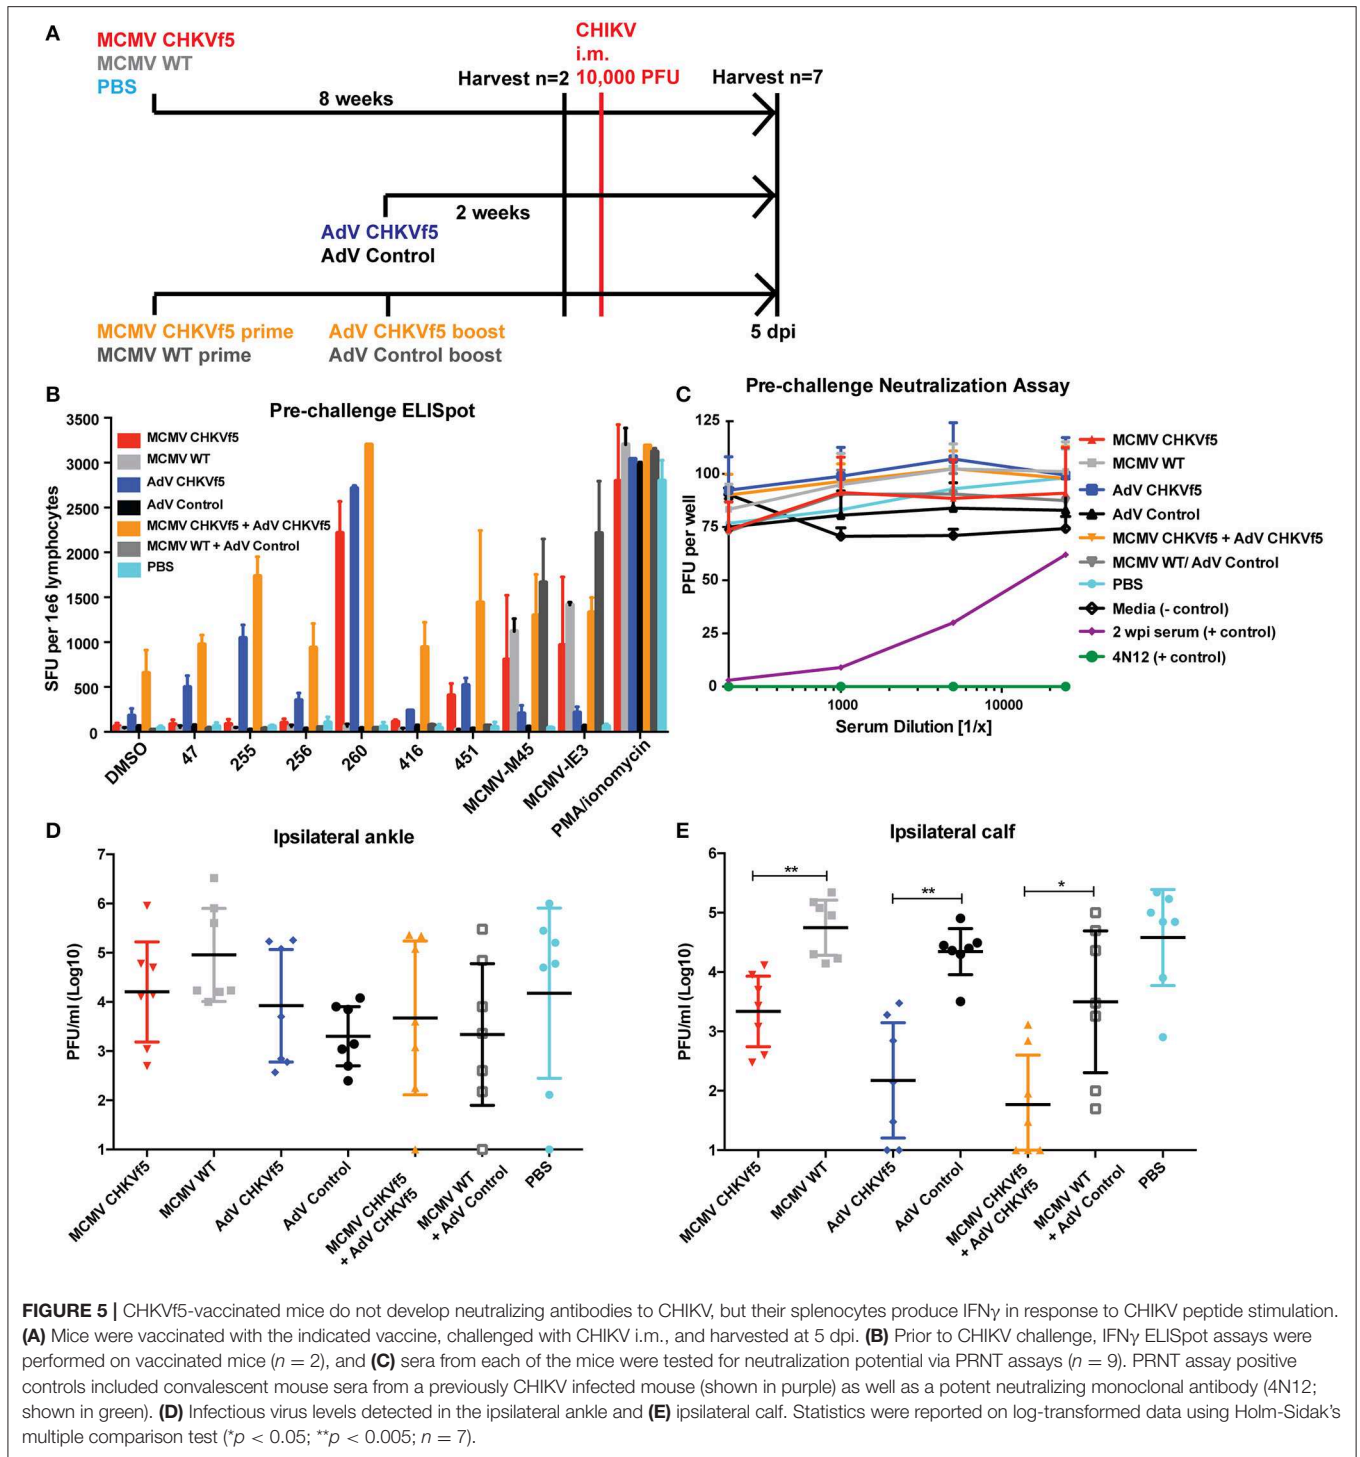 A
MCMV CHKVf5
MCMV WT
PBS
8 weeks
Harvest n=2
CHIKV
i.m.
10,000 PFU
Harvest n=7
2 weeks
AdV CHKVf5
AdV Control
MCMV CHKVf5 prime
MCMV WT prime
AdV CHKVf5 boost
AdV Control boost
5 dpi
B
Pre-challenge ELISpot
SFU per 1e6 lymphocytes
3500
3000
2500
2000
1500
1000
500
0
MCMV CHKVf5
MCMV WT
AdV CHKVf5
AdV Control
MCMV CHKVf5 + AdV CHKVf5
MCMV WT + AdV Control
PBS
DMSO
47
255
256
260
416
451
MCMV-M45
MCMV-IE3
PMA/ionomycin
C
Pre-challenge Neutralization Assay
PFU per well
125
100
75
50
25
0
1000
10000
Serum Dilution [1/x]
MCMV CHKVf5
MCMV WT
AdV CHKVf5
AdV Control
MCMV CHKVf5 + AdV CHKVf5
MCMV WT/ AdV Control
PBS
Media (- control)
2 wpi serum (+ control)
4N12 (+ control)
D
Ipsilateral ankle
PFU/ml (Log10)
7
6
5
4
3
2
1
MCMV CHKVf5
MCMV WT
AdV CHKVf5
AdV Control
MCMV CHKVf5
+ AdV CHKVf5
MCMV WT
+ AdV Control
PBS
E
Ipsilateral calf
PFU/ml (Log10)
6
5
4
3
2
1
**
**
*
MCMV CHKVf5
MCMV WT
AdV CHKVf5
AdV Control
MCMV CHKVf5
+ AdV CHKVf5
MCMV WT
+ AdV Control
PBS
FIGURE 5 | CHKVf5-vaccinated mice do not develop neutralizing antibodies to CHIKV, but their splenocytes produce IFNγ in response to CHIKV peptide stimulation.
(A) Mice were vaccinated with the indicated vaccine, challenged with CHIKV i.m., and harvested at 5 dpi. (B) Prior to CHIKV challenge, IFNγ ELISpot assays were
performed on vaccinated mice (n = 2), and (C) sera from each of the mice were tested for neutralization potential via PRNT assays (n = 9). PRNT assay positive
controls included convalescent mouse sera from a previously CHIKV infected mouse (shown in purple) as well as a potent neutralizing monoclonal antibody (4N12;
shown in green). (D) Infectious virus levels detected in the ipsilateral ankle and (E) ipsilateral calf. Statistics were reported on log-transformed data using Holm-Sidak's
multiple comparison test (*p < 0.05; **p < 0.005; n = 7).